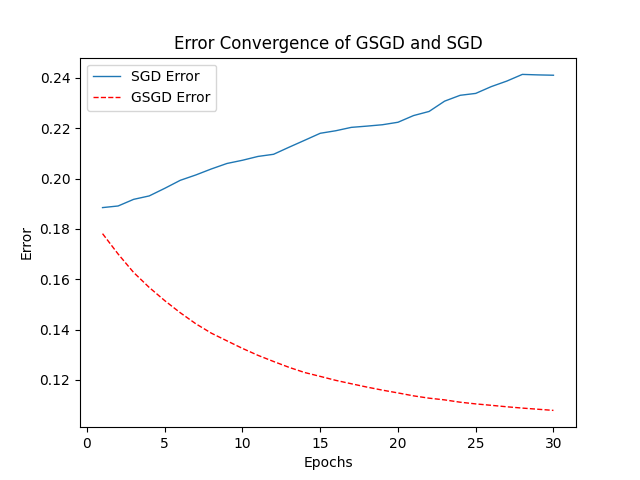 Error Convergence of GSGD and SGD
SGD Error
GSGD Error
0.24
0.22
0.20
0.18
0.16
0.14
0.12
Error
0 5 10 15 20 25 30
Epochs